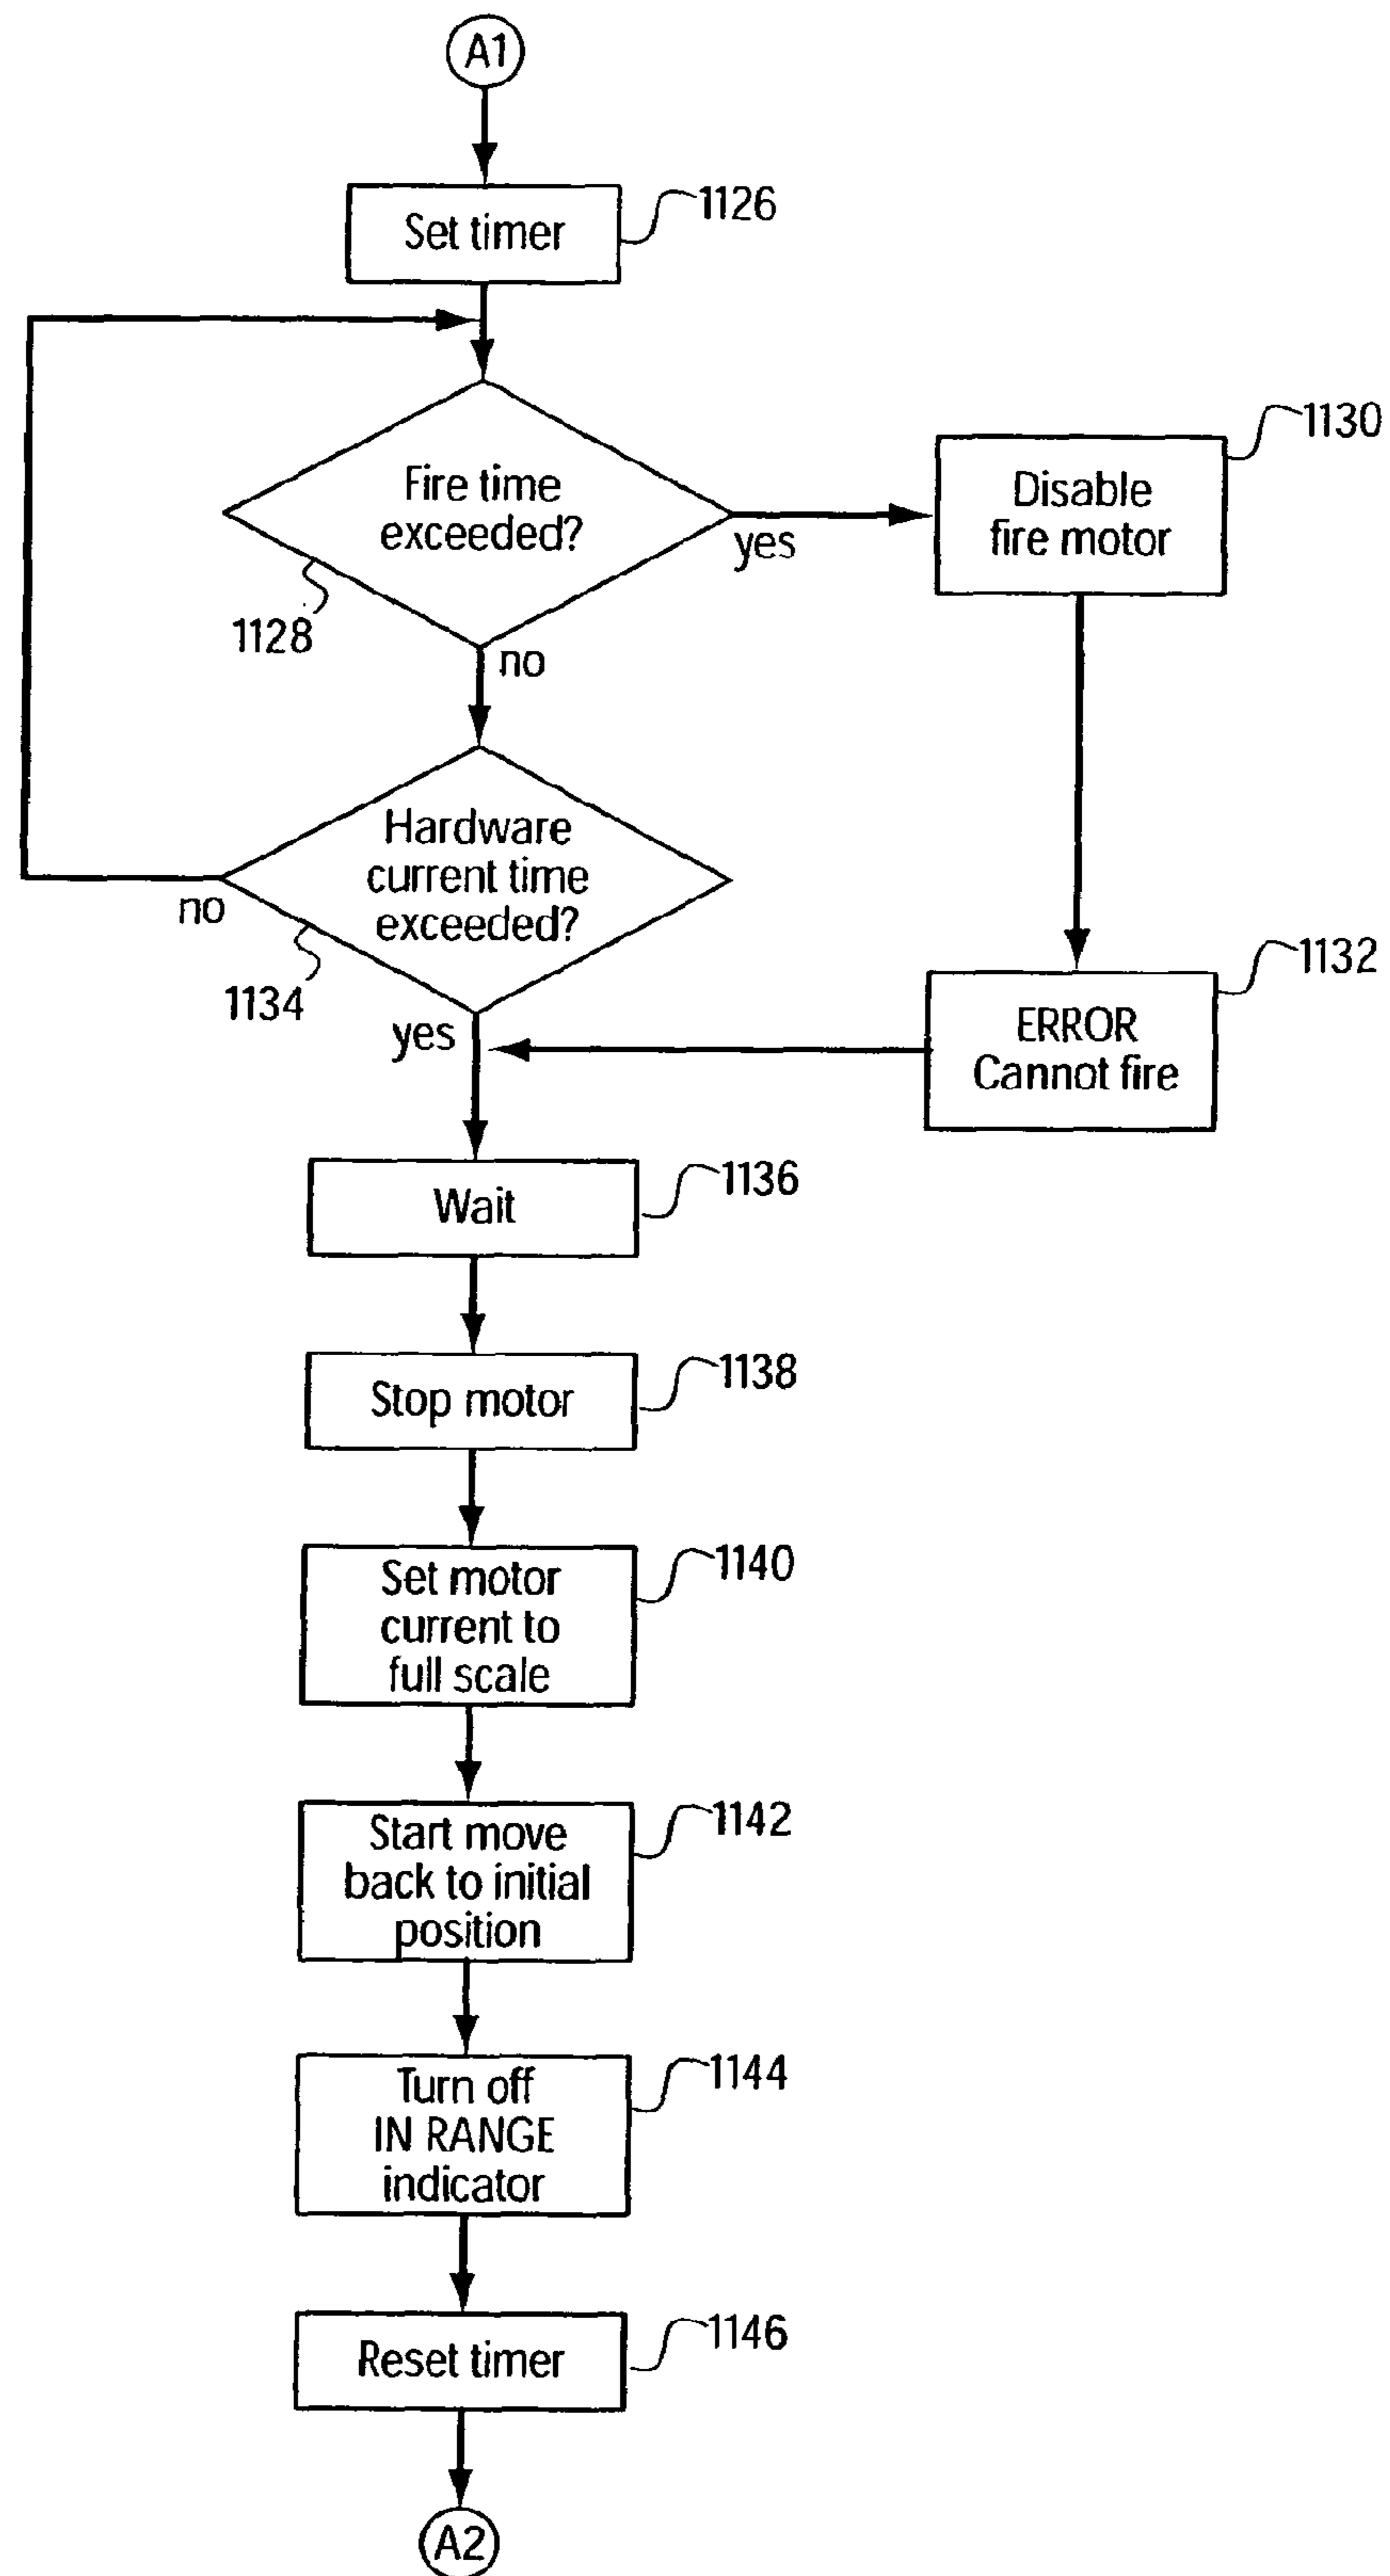 A1
Set timer
1126
Fire time
exceeded?
1128
yes
no
Disable
fire motor
1130
Hardware
current time
exceeded?
1134
no
yes
ERROR
Cannot fire
1132
Wait
1136
Stop motor
1138
Set motor
current to
full scale
1140
Start move
back to initial
position
1142
Turn off
IN RANGE
indicator
1144
Reset timer
1146
A2